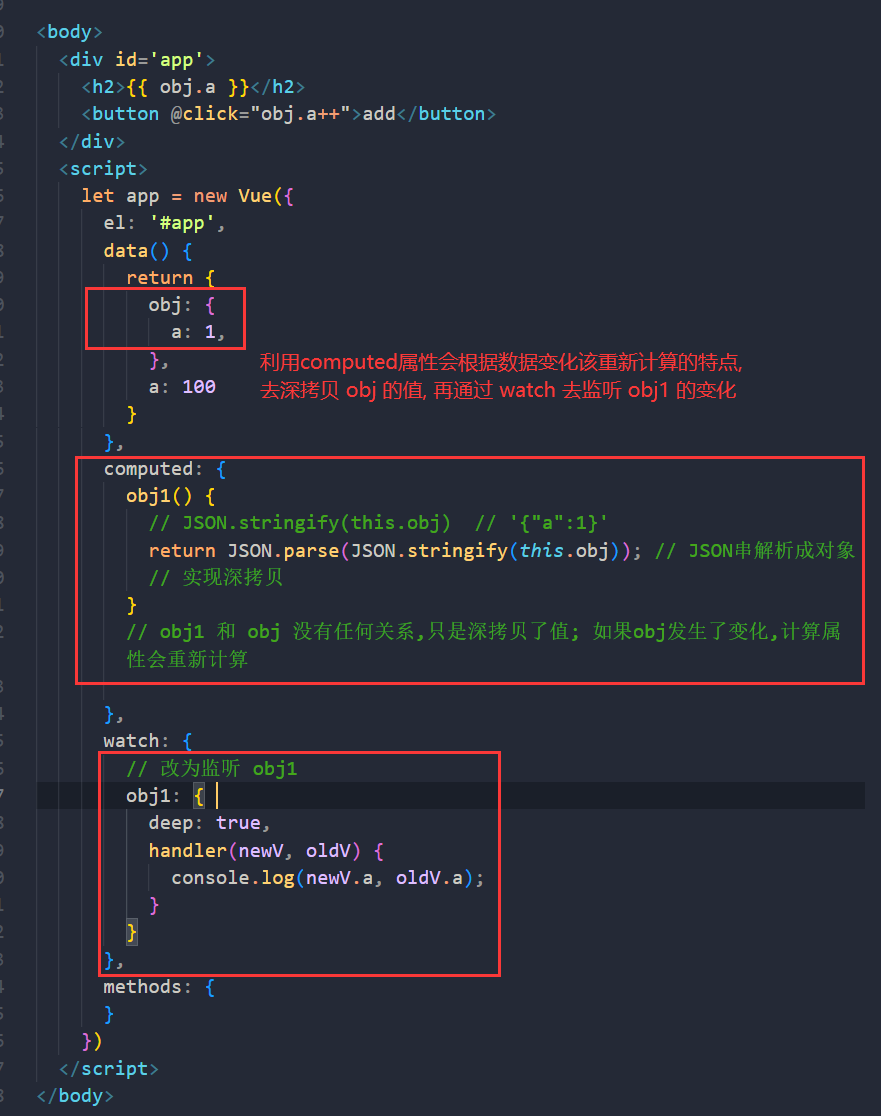 <body>
<div id='app'>
<h2>{{ obj.a }}</h2>
<button @click="obj.a++">add</button>
</div>
<script>
let app = new Vue({
el: '#app',
data() {
return {
obj: {
a: 1,
},
a: 100
利用computed属性会根据数据变化该重新计算的特点,
去深拷贝 obj 的值, 再通过 watch 去监听 obj1 的变化
}
},
computed: {
obj1() {
// JSON.stringify(this.obj)  // '{"a":1}'
return JSON.parse(JSON.stringify(this.obj)); // JSON串解析成对象
// 实现深拷贝
}
// obj1 和 obj 没有任何关系,只是深拷贝了值; 如果obj发生了变化,计算属
性会重新计算
},
watch: {
// 改为监听 obj1
obj1: {
deep: true,
handler(newV, oldV) {
console.log(newV.a, oldV.a);
}
}
},
methods: {
}
})
</script>
</body>